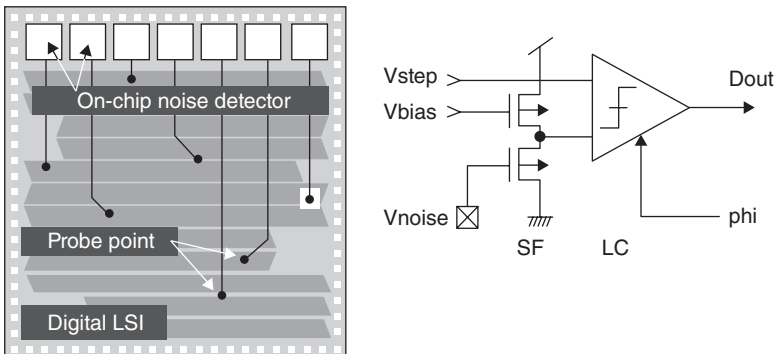 On-chip noise detector
Probe point
Digital LSI
Vstep
Vbias
Vnoise
SF
LC
Dout
phi